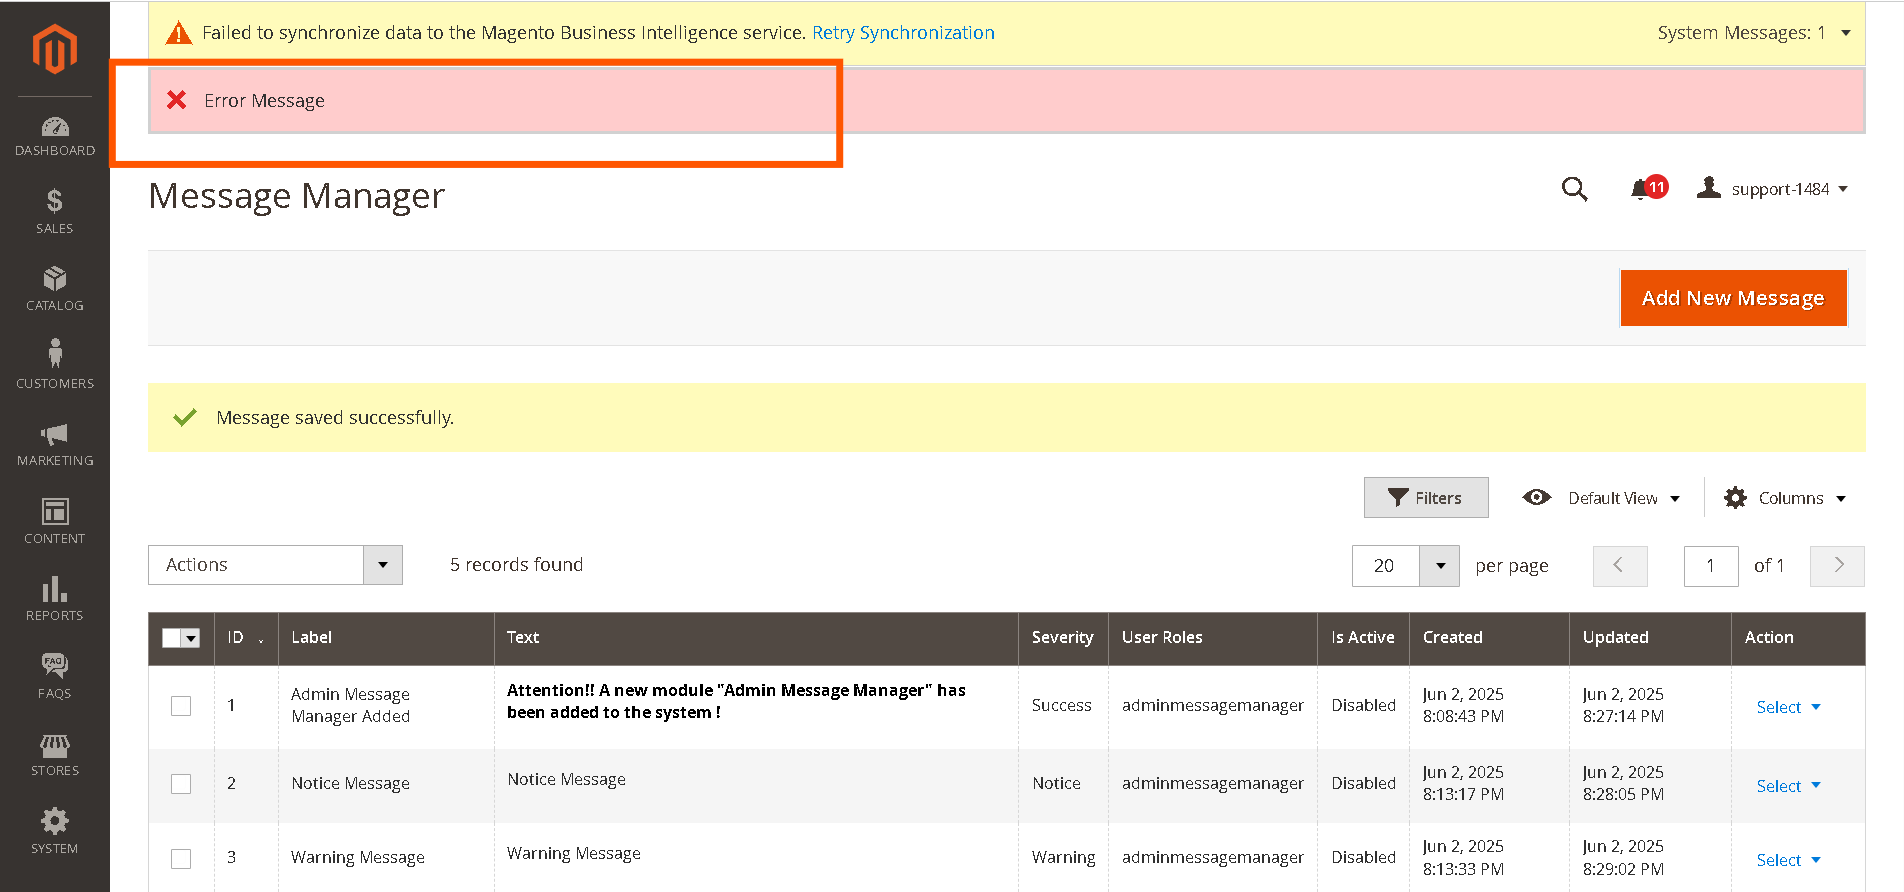 Failed to synchronize data to the Magento Business Intelligence service. Retry Synchronization
System Messages: 1
Error Message
DASHBOARD
SALES
CATALOG
CUSTOMERS
MARKETING
CONTENT
REPORTS
FAQ
FAQS
STORES
SYSTEM
Message Manager
11
support-1484
Add New Message
Message saved successfully.
Filters
Default View
Columns
Actions
5 records found
20
per page
1
of 1
ID Label Text Severity User Roles Is Active Created Updated Action
1
Admin Message
Manager Added
Attention!! A new module "Admin Message Manager" has
been added to the system !
Success
adminmessagemanager
Disabled
Jun 2, 2025
8:08:43 PM
Jun 2, 2025
8:27:14 PM
Select
2
Notice Message
Notice Message
Notice
adminmessagemanager
Disabled
Jun 2, 2025
8:13:17 PM
Jun 2, 2025
8:28:05 PM
Select
3
Warning Message
Warning Message
Warning
adminmessagemanager
Disabled
Jun 2, 2025
8:13:33 PM
Jun 2, 2025
8:29:02 PM
Select